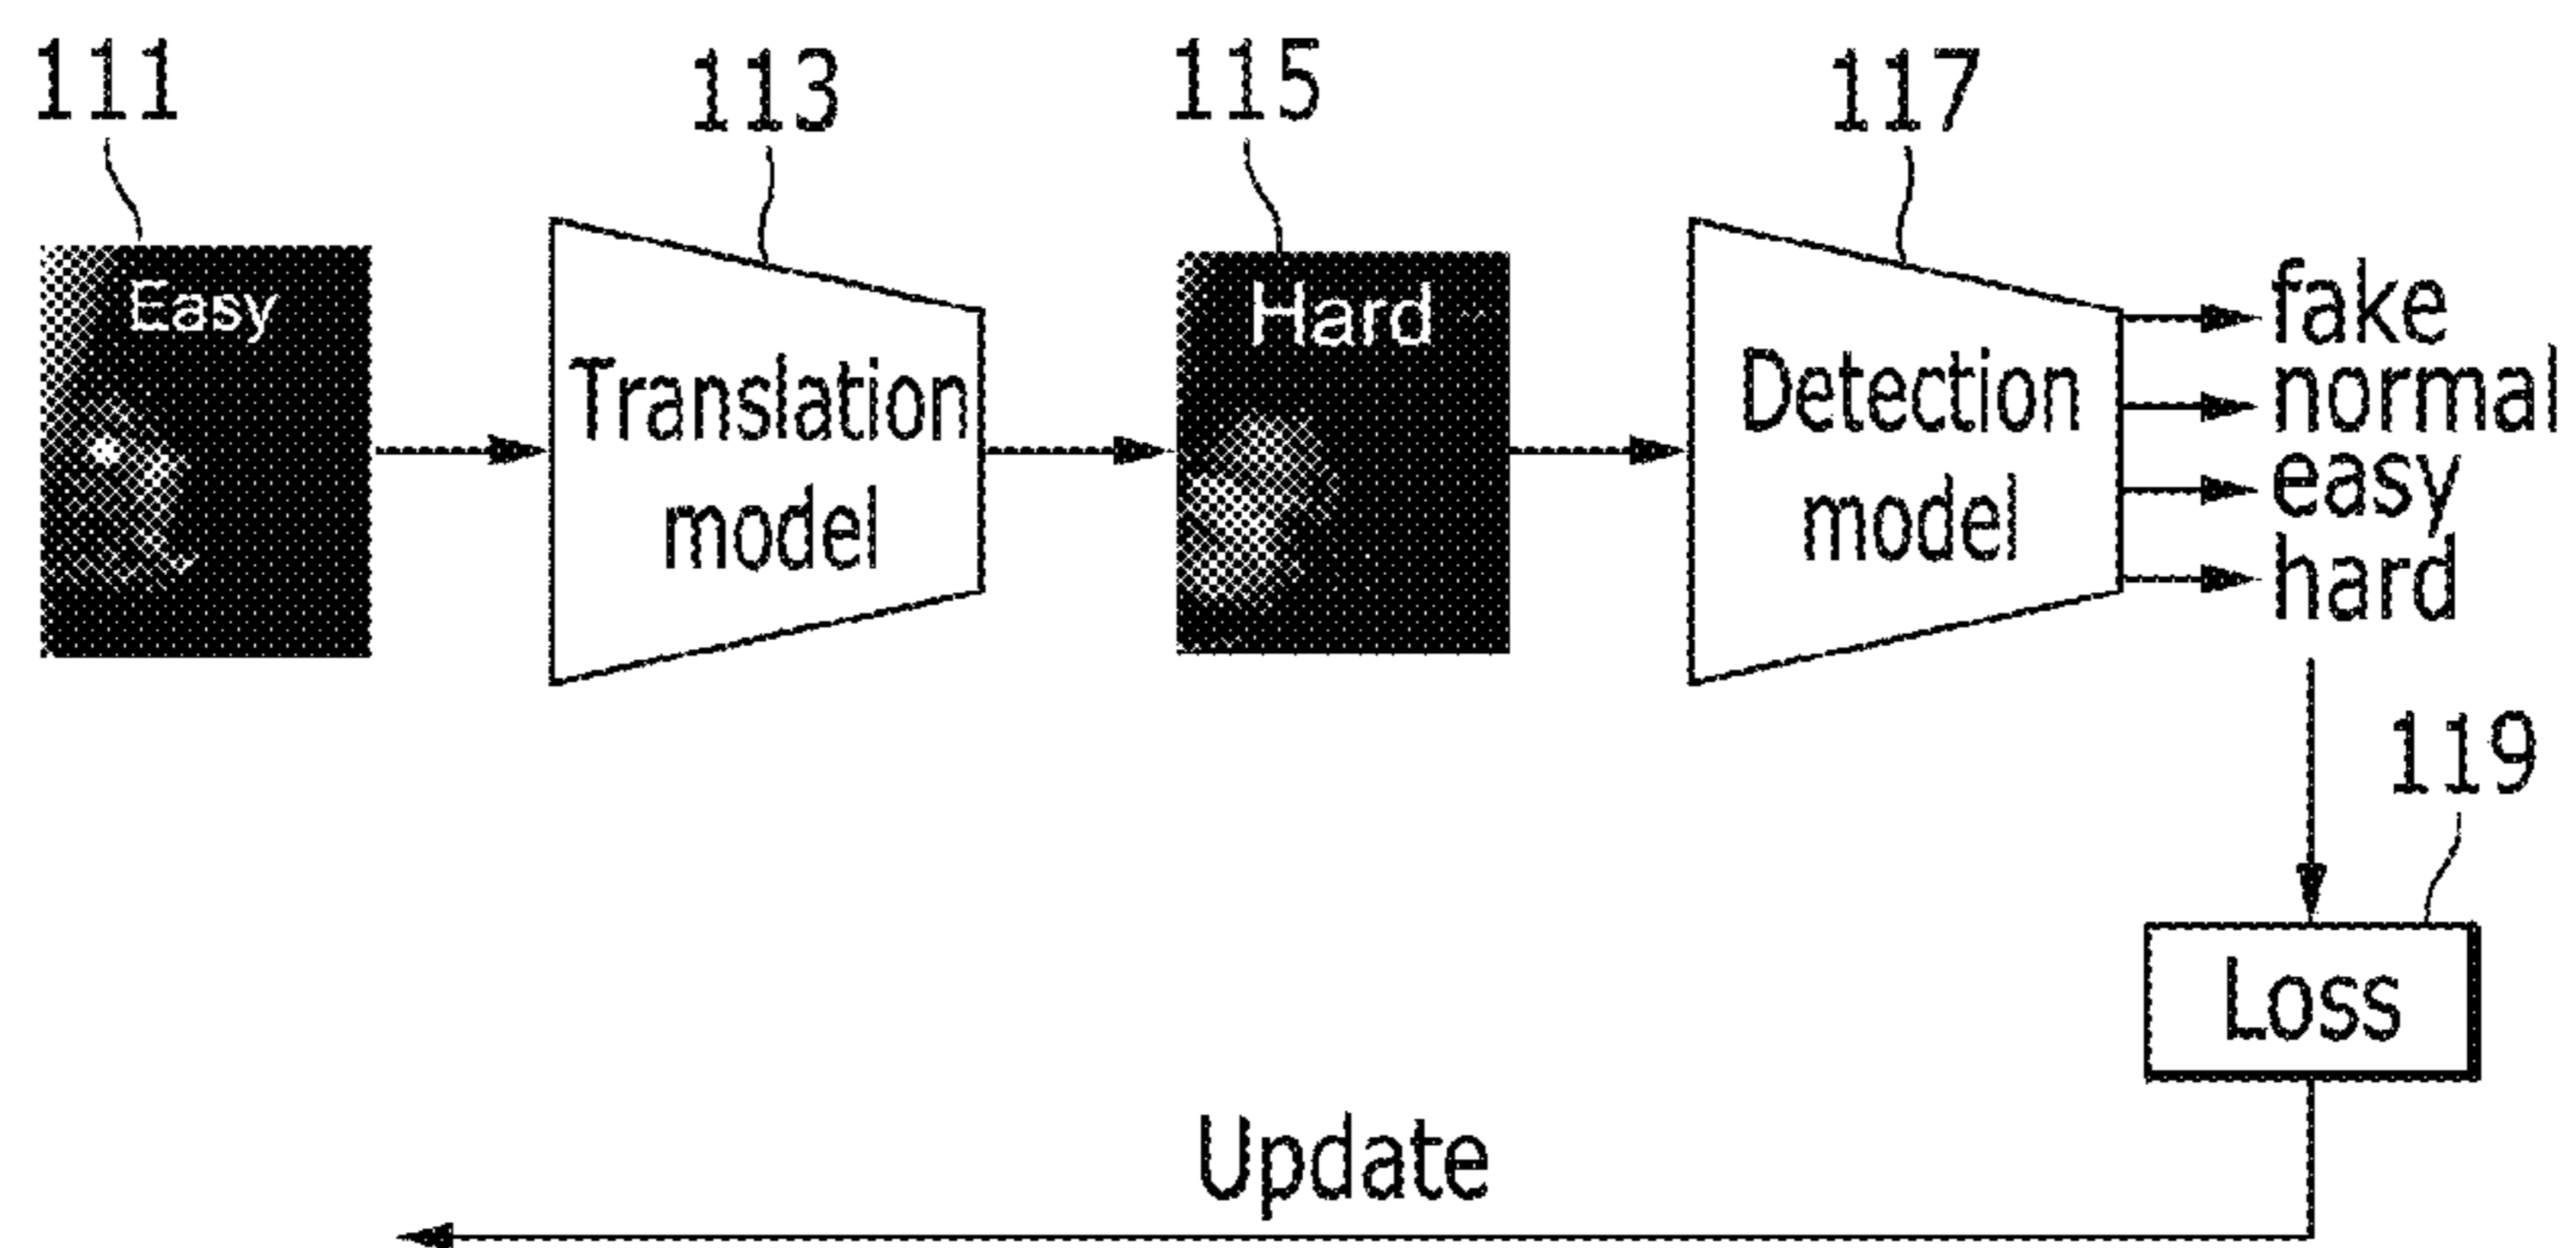 111
113
115
117
Easy
Translation
model
Hard
Detection
model
fake
normal
easy
hard
119
Loss
Update